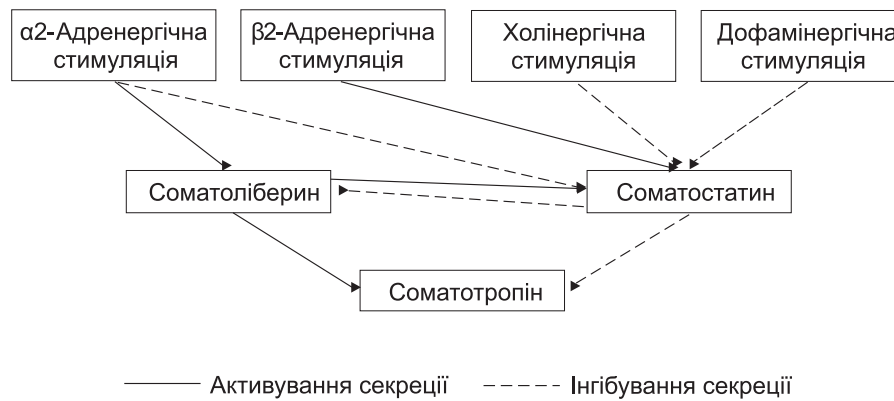 α2-Адренергічна
стимуляція
β2-Адренергічна
стимуляція
Холінергічна
стимуляція
Дофамінергічна
стимуляція
Соматоліберин
Соматостатин
Соматотропін
Активування секреції
Інгібування секреції